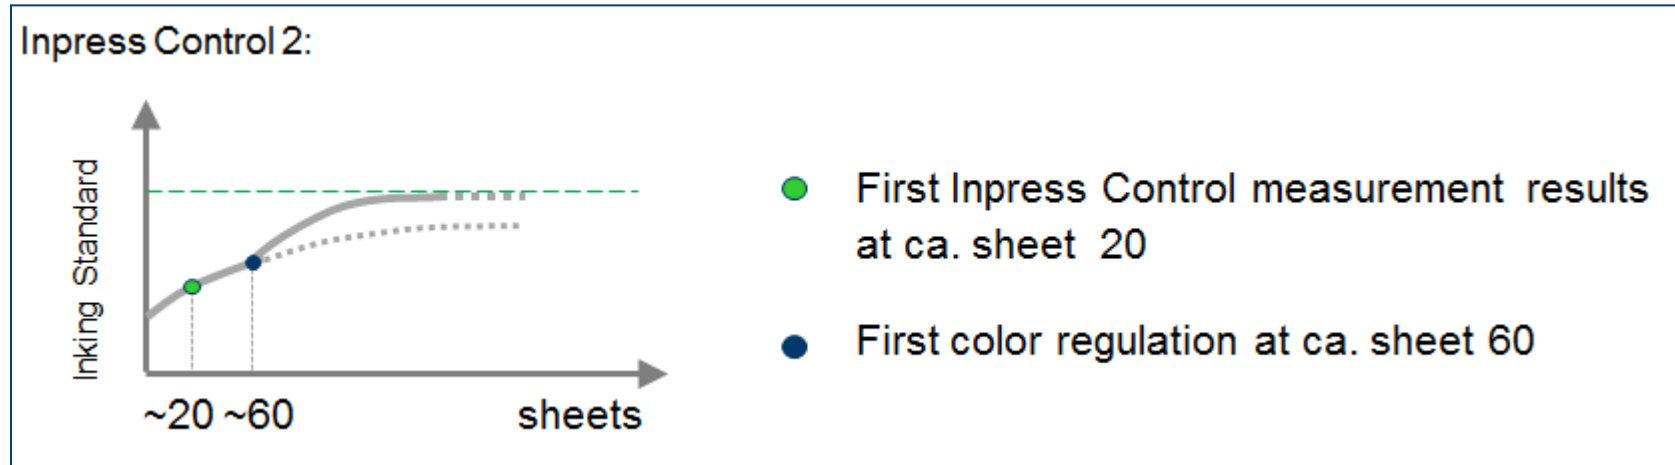 Inpress Control 2:
Inking Standard
~20 ~60 sheets
First Inpress Control measurement results
at ca. sheet 20
First color regulation at ca. sheet 60